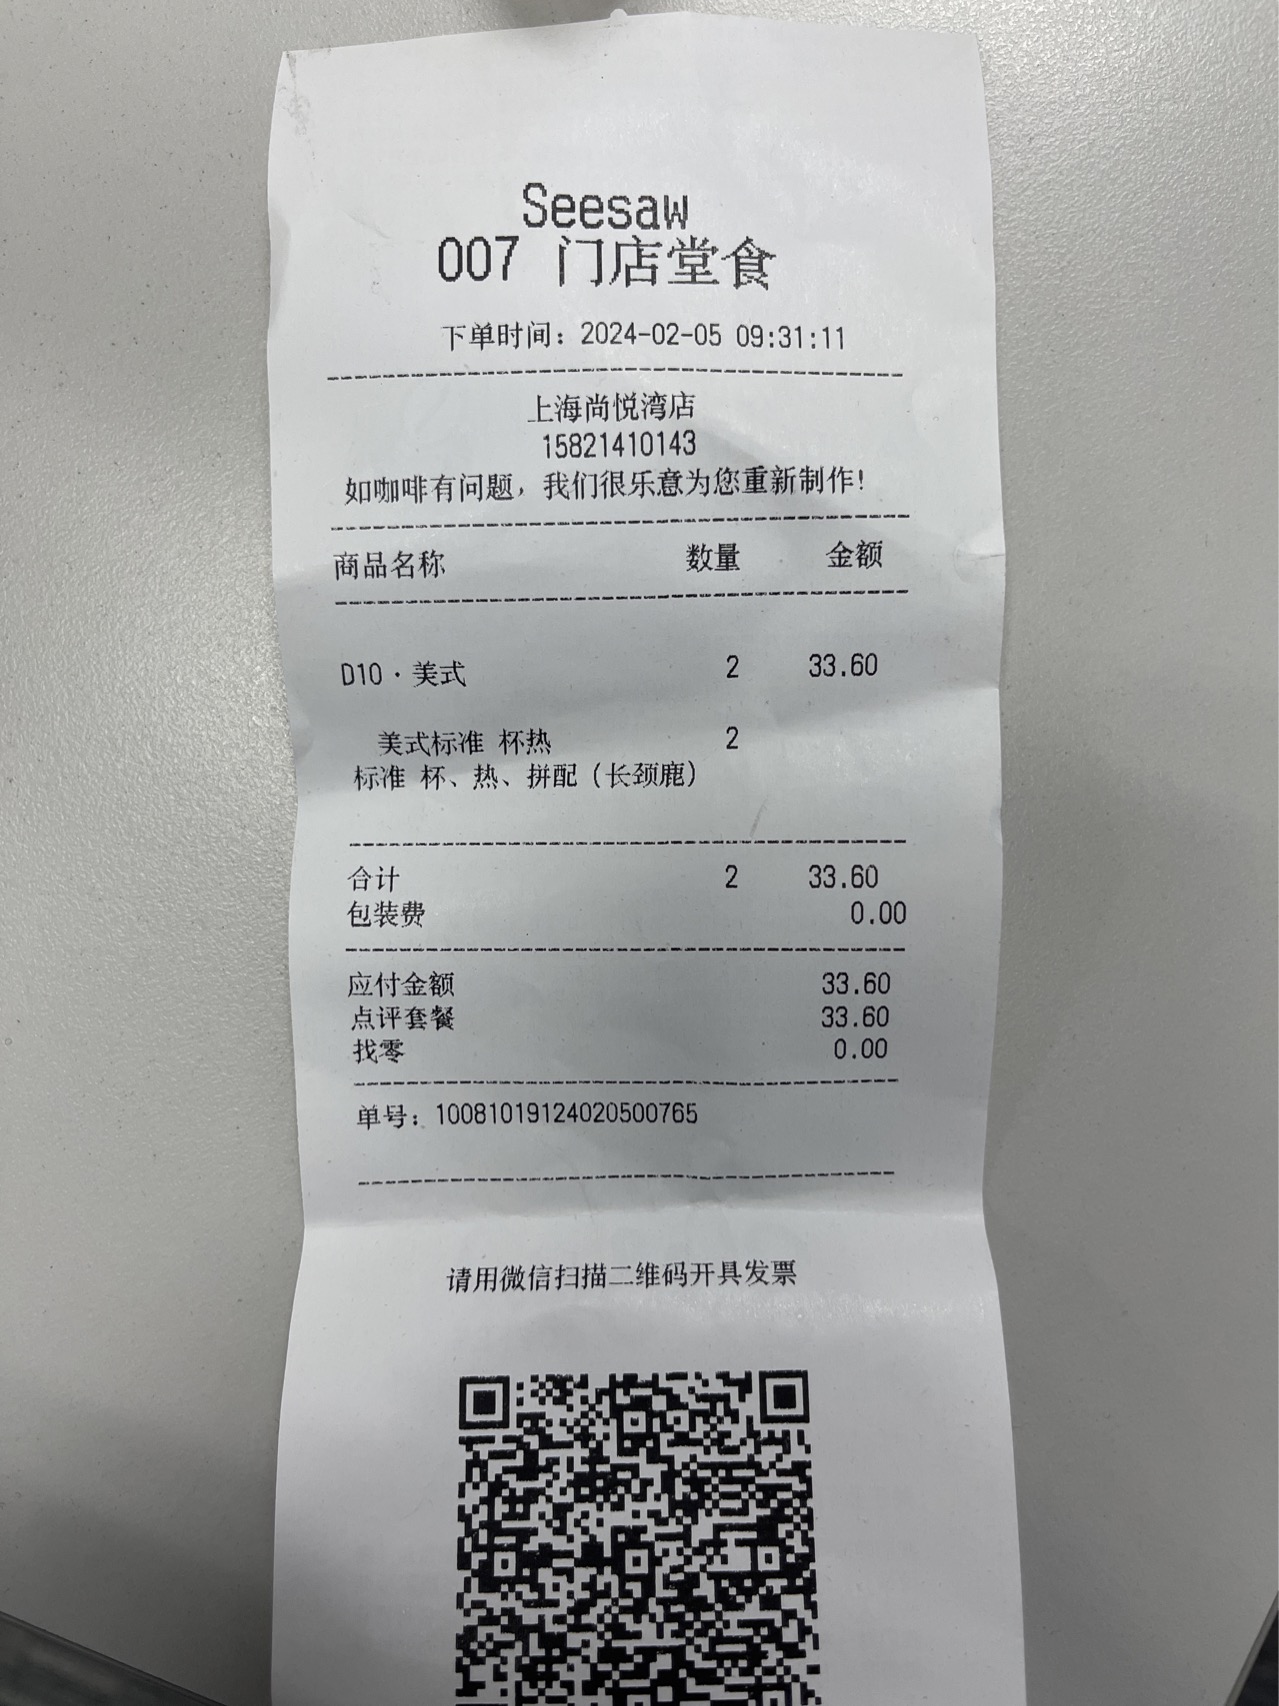 Seesaw
007 门店堂食
下单时间：2024-02-05 09:31:11
上海尚悦湾店
15821410143
如咖啡有问题，我们很乐意为您重新制作！
商品名称 数量 金额
D10·美式 2 33.60
美式标准 杯热 2
标准 杯、热、拼配（长颈鹿）
合计 2 33.60
包装费 0.00
应付金额 33.60
点评套餐 33.60
找零 0.00
单号：10081019124020500765
请用微信扫描二维码开具发票